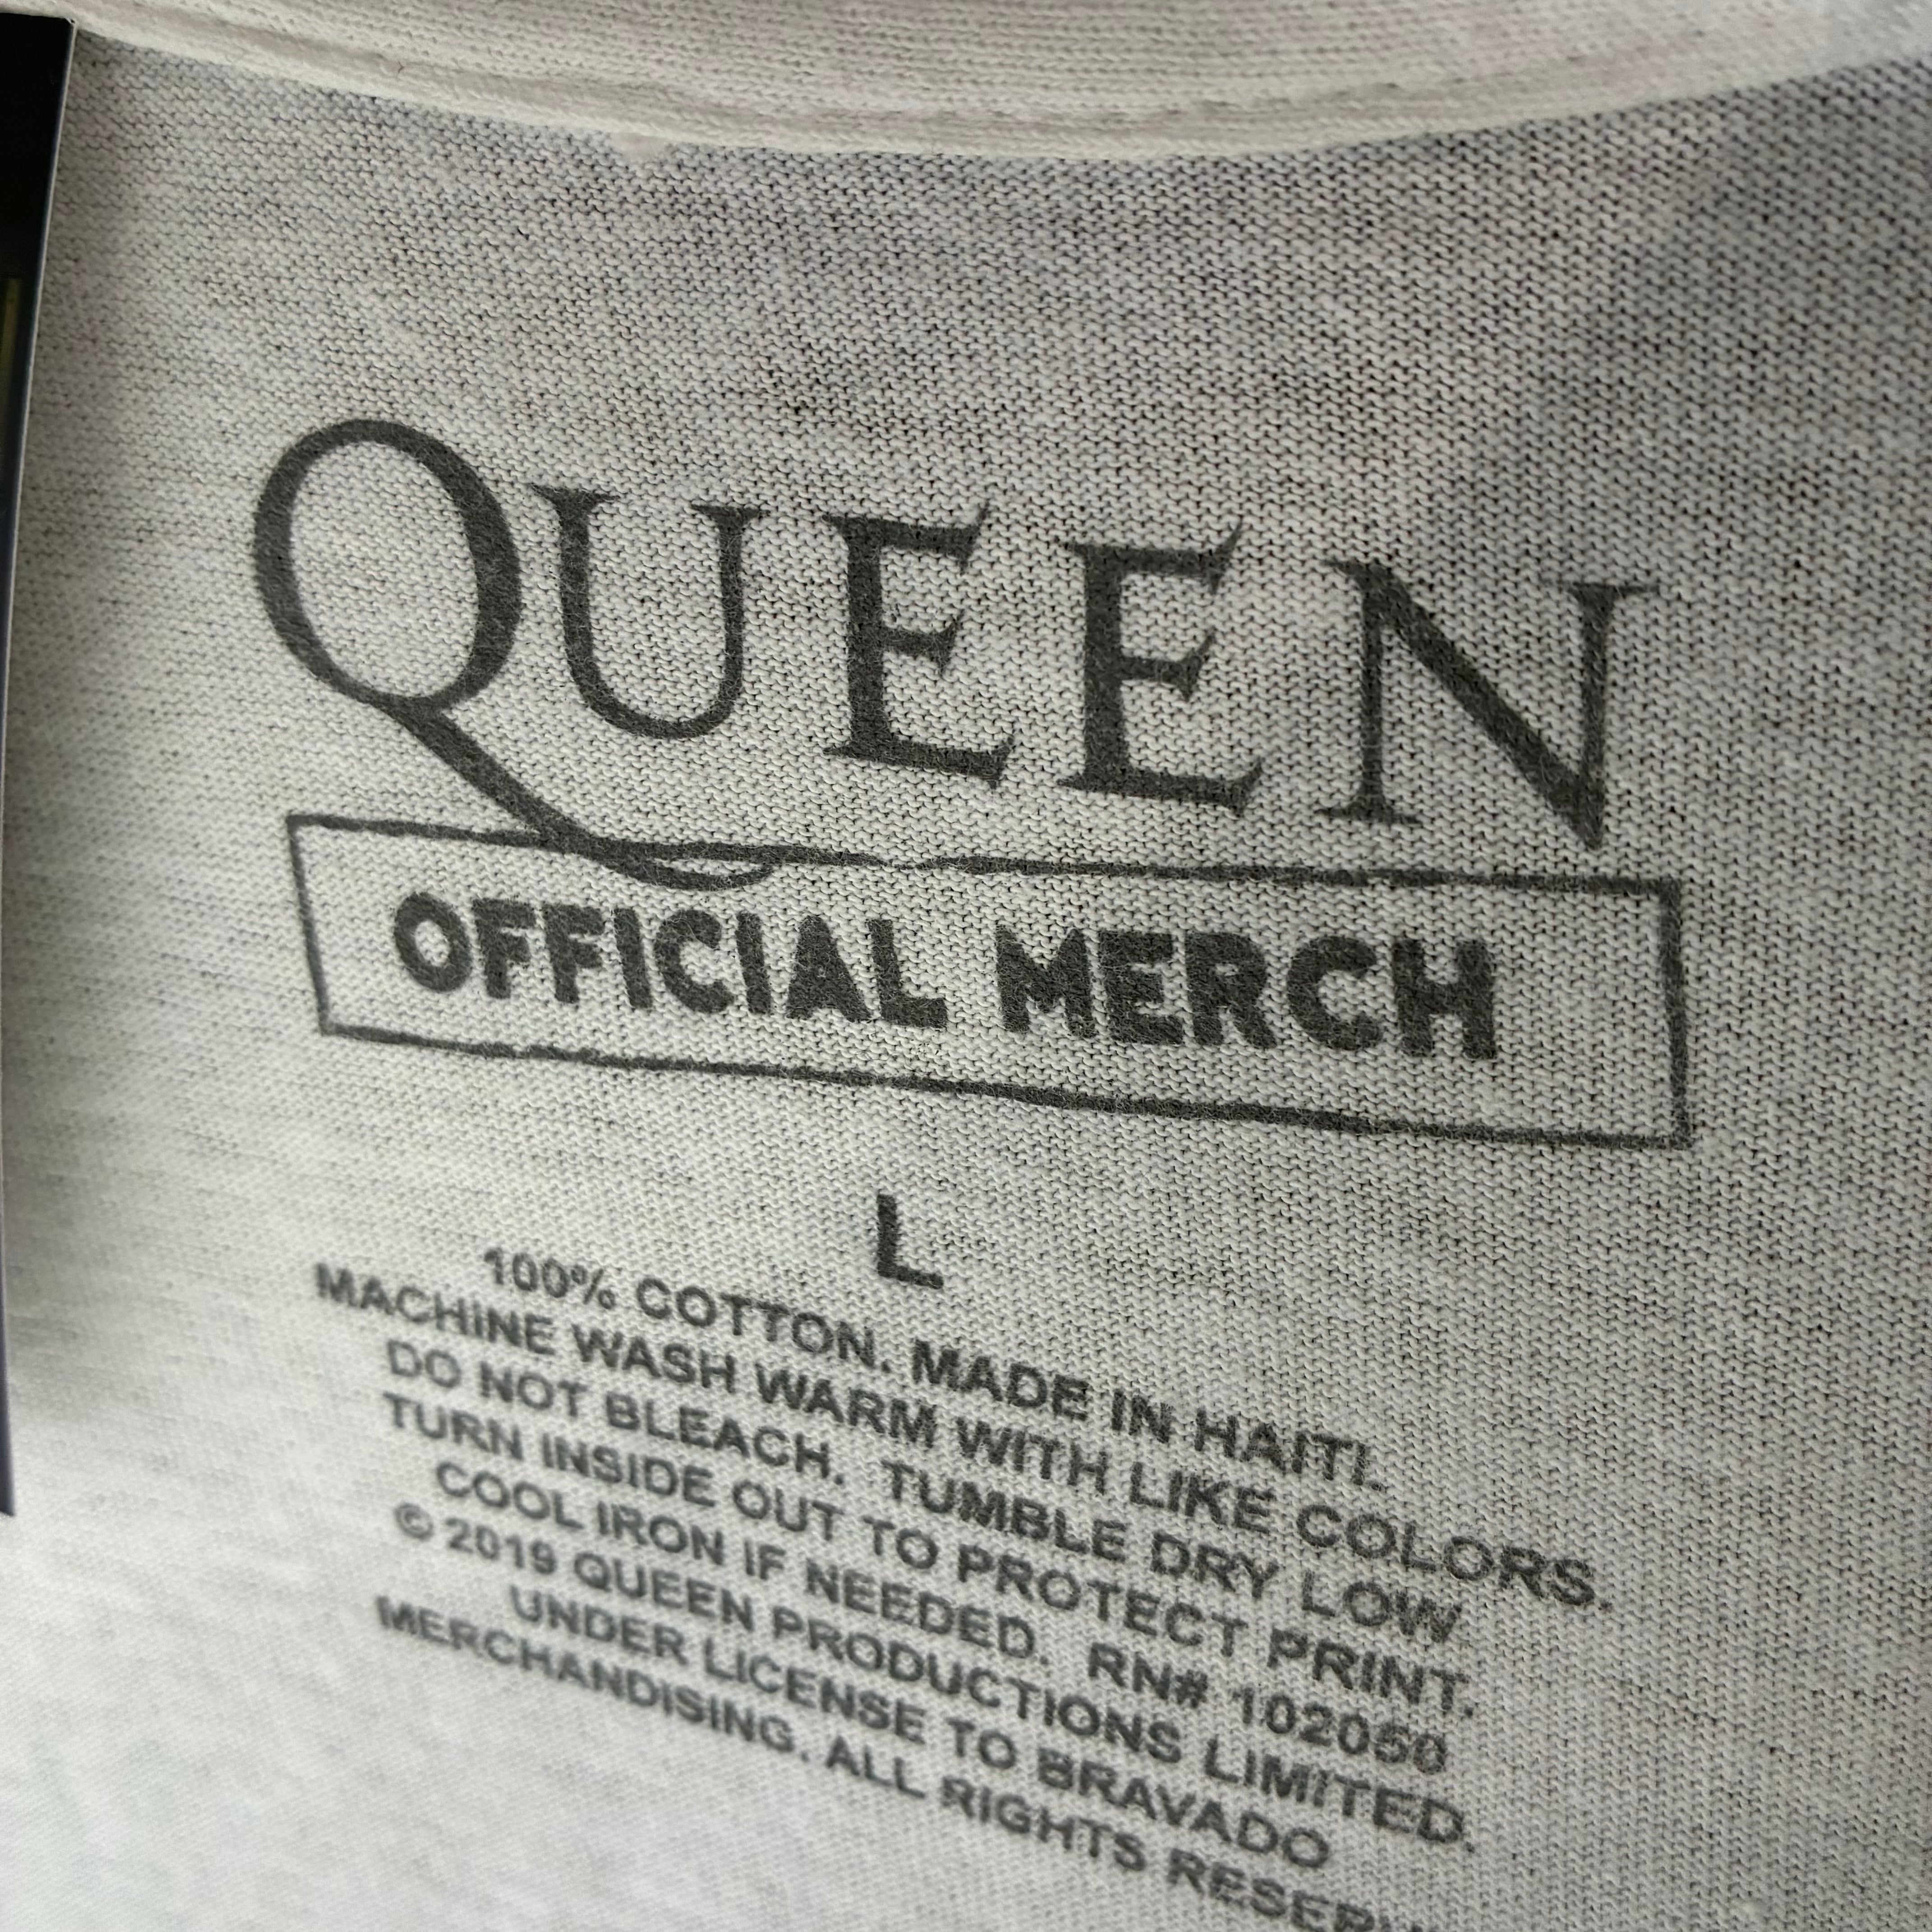 QUEEN
OFFICIAL MERCH
L
100% COTTON. MADE IN HAITI.
MACHINE WASH WARM WITH LIKE COLORS.
DO NOT BLEACH. TUMBLE DRY LOW.
TURN INSIDE OUT TO PROTECT PRINT.
COOL IRON IF NEEDED. RN# 102050
© 2019 QUEEN PRODUCTIONS LIMITED.
UNDER LICENSE TO BRAVADO
MERCHANDISING. ALL RIGHTS